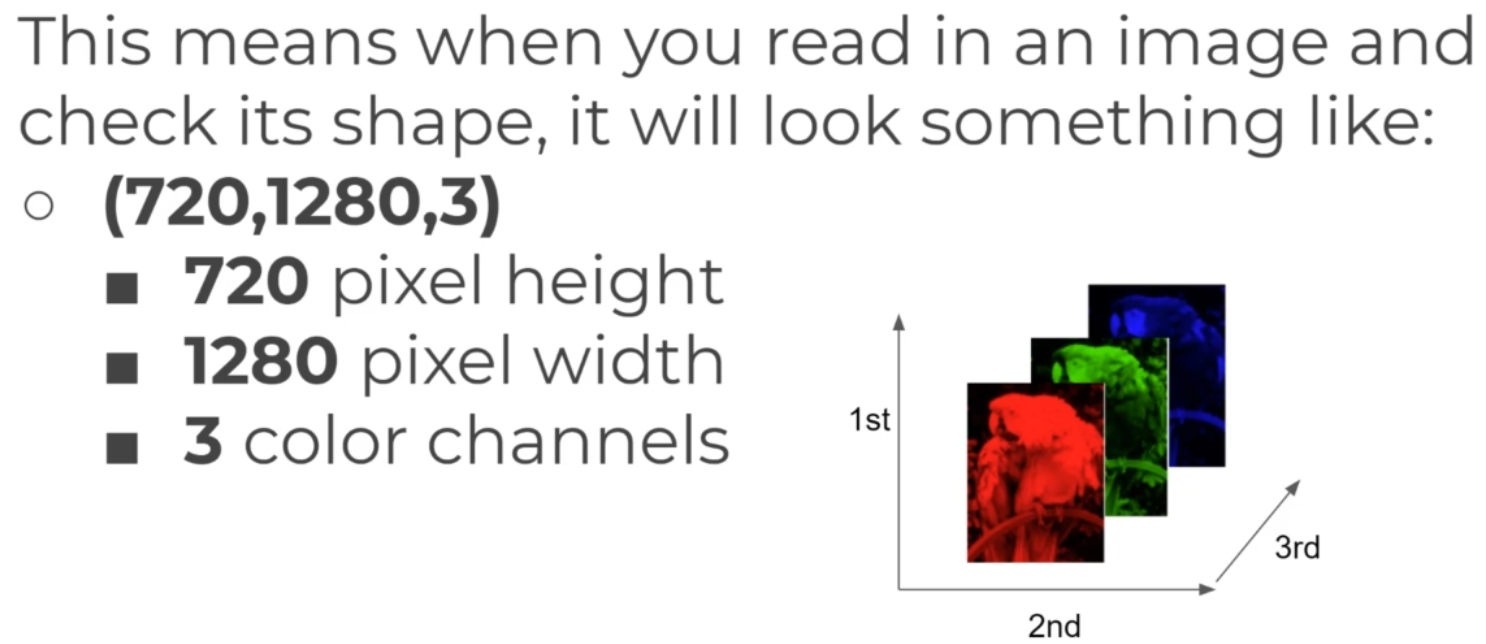 This means when you read in an image and
check its shape, it will look something like:
○ (720,1280,3)
■ 720 pixel height
■ 1280 pixel width
■ 3 color channels
1st
3rd
2nd